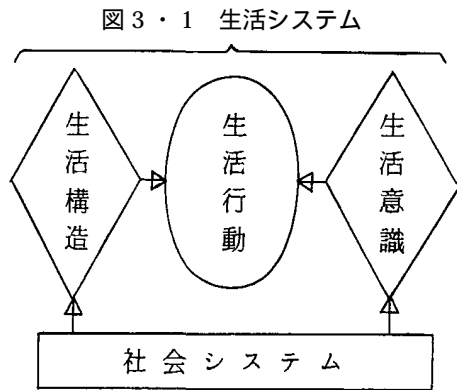 図3・1 生活システム
生活構造
生活行動
生活意識
社会システム